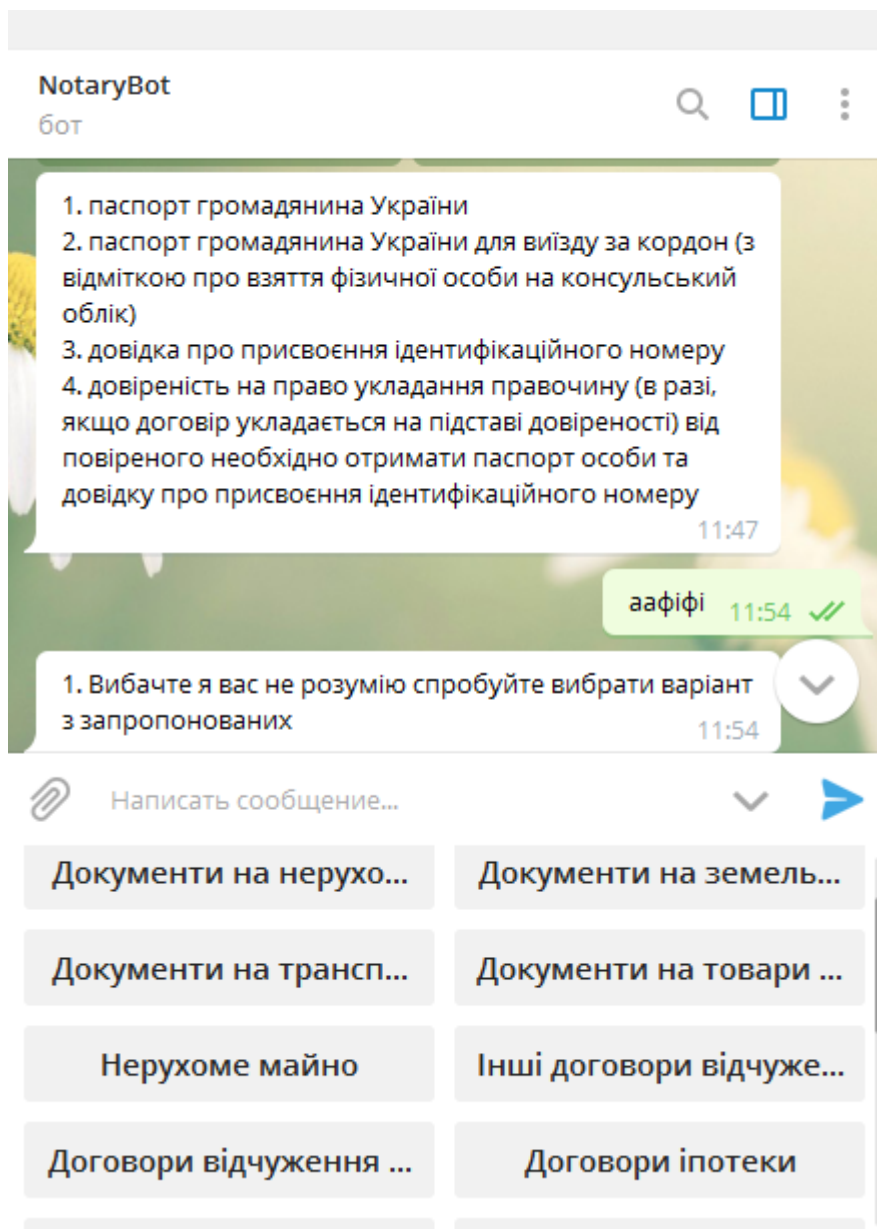 NotaryBot
бот
1. паспорт громадянина України
2. паспорт громадянина України для виїзду за кордон (з
відміткою про взяття фізичної особи на консульський
облік)
3. довідка про присвоєння ідентифікаційного номеру
4. довіреність на право укладання правочину (в разі,
якщо договір укладається на підставі довіреності) від
повіреного необхідно отримати паспорт особи та
довідку про присвоєння ідентифікаційного номеру
11:47
аафіфі 11:54
1. Вибачте я вас не розумію спробуйте вибрати варіант
з запропонованих
11:54
Написать сообщение...
Документи на нерухо... Документи на земель...
Документи на трансп... Документи на товари ...
Нерухоме майно Інші договори відчуже...
Договори відчуження ... Договори іпотеки